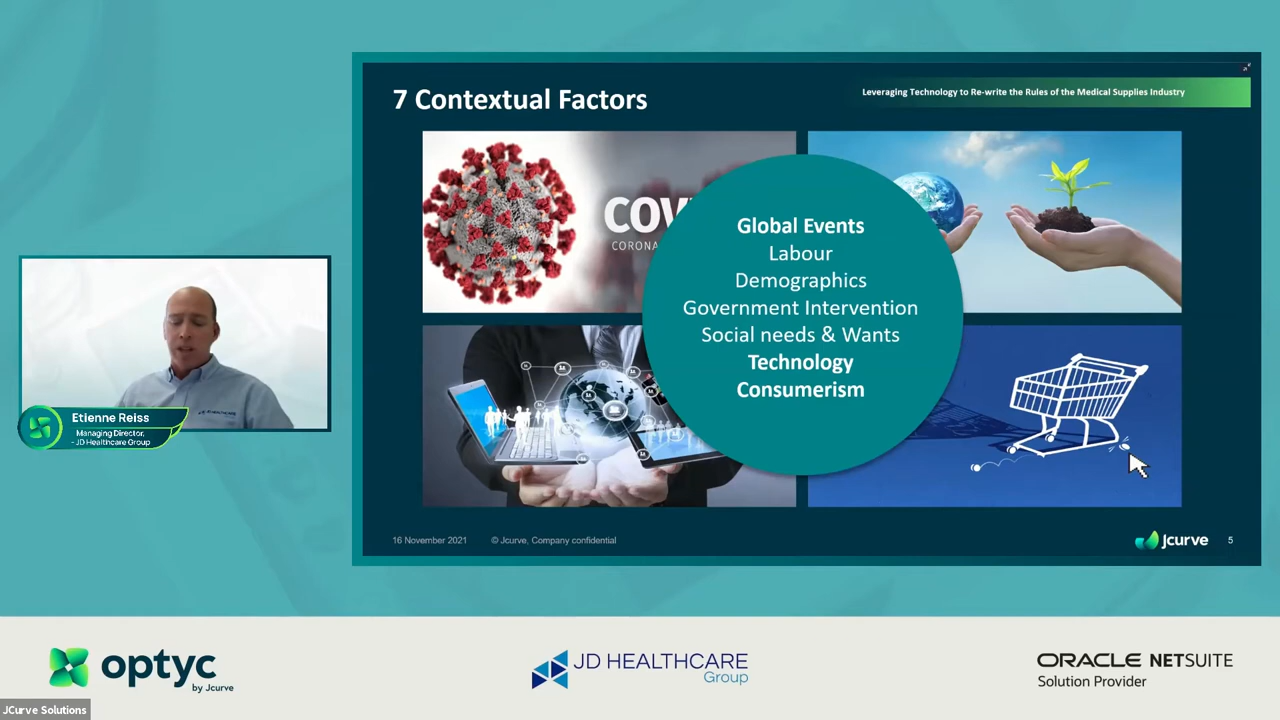 7 Contextual Factors
Leveraging Technology to Re-write the Rules of the Medical Supplies Industry
COV
CORONA
Global Events
Labour
Demographics
Government Intervention
Social needs & Wants
Technology
Consumerism
Etienne Reiss
Managing Director,
- JD Healthcare Group
16 November 2021
© Jcurve, Company confidential
Jcurve
5
optyc
by Jcurve
JD HEALTHCARE
Group
ORACLE NETSUITE
Solution Provider
JCurve Solutions